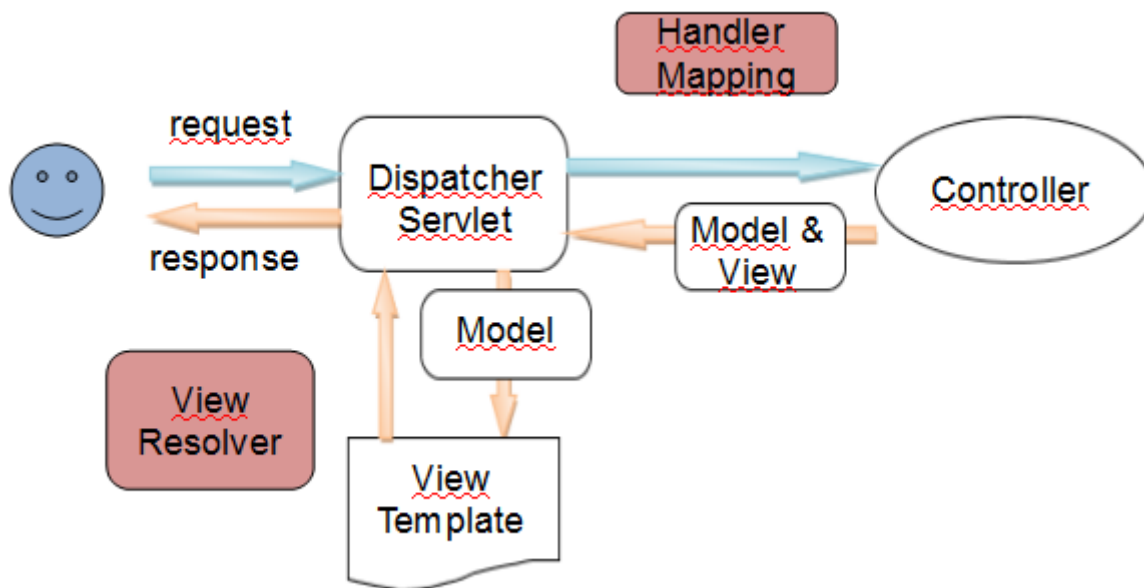 Handler
Mapping
request
Dispatcher
Servlet
Controller
Model &
View
response
Model
View
Resolver
View
Template